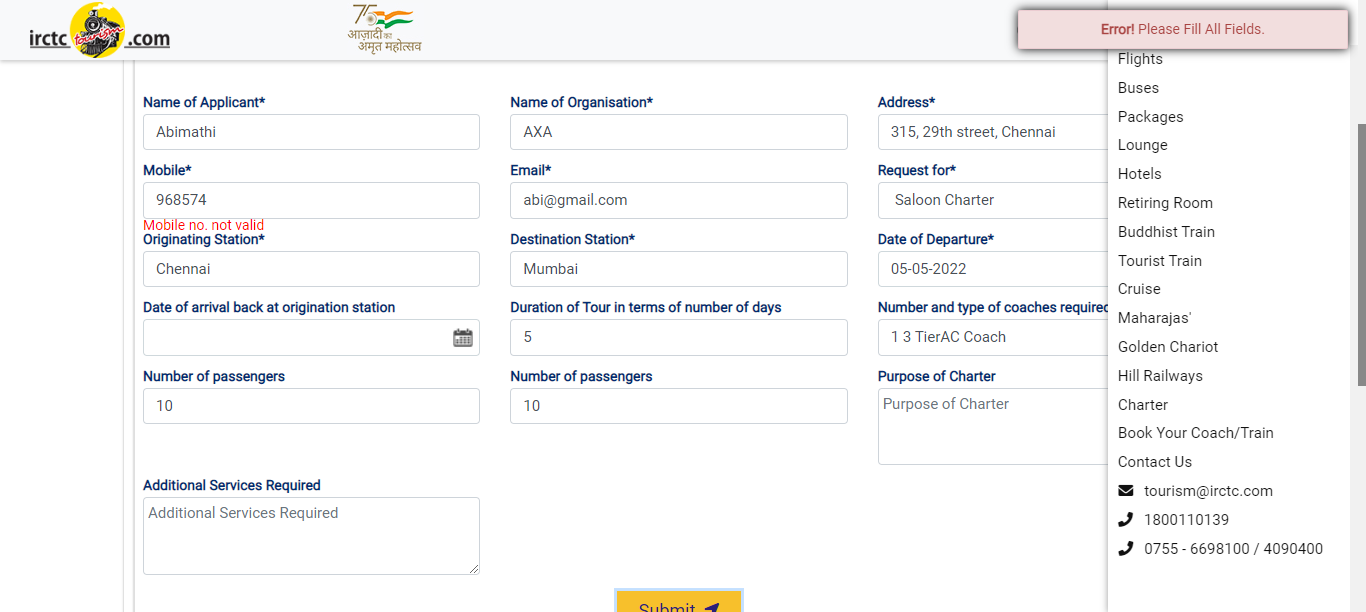 irctc tourism .com
75
आज़ादी का
अमृत महोत्सव
Error! Please Fill All Fields.
Name of Applicant*
Name of Organisation*
Address*
Abimathi
AXA
315, 29th street, Chennai
Mobile*
Email*
Request for*
968574
abi@gmail.com
Saloon Charter
Mobile no. not valid
Originating Station*
Destination Station*
Date of Departure*
Chennai
Mumbai
05-05-2022
Date of arrival back at origination station
Duration of Tour in terms of number of days
Number and type of coaches required
5
1 3 TierAC Coach
Number of passengers
Number of passengers
Purpose of Charter
10
10
Purpose of Charter
Additional Services Required
Additional Services Required
Submit
Flights
Buses
Packages
Lounge
Hotels
Retiring Room
Buddhist Train
Tourist Train
Cruise
Maharajas'
Golden Chariot
Hill Railways
Charter
Book Your Coach/Train
Contact Us
tourism@irctc.com
1800110139
0755 - 6698100 / 4090400